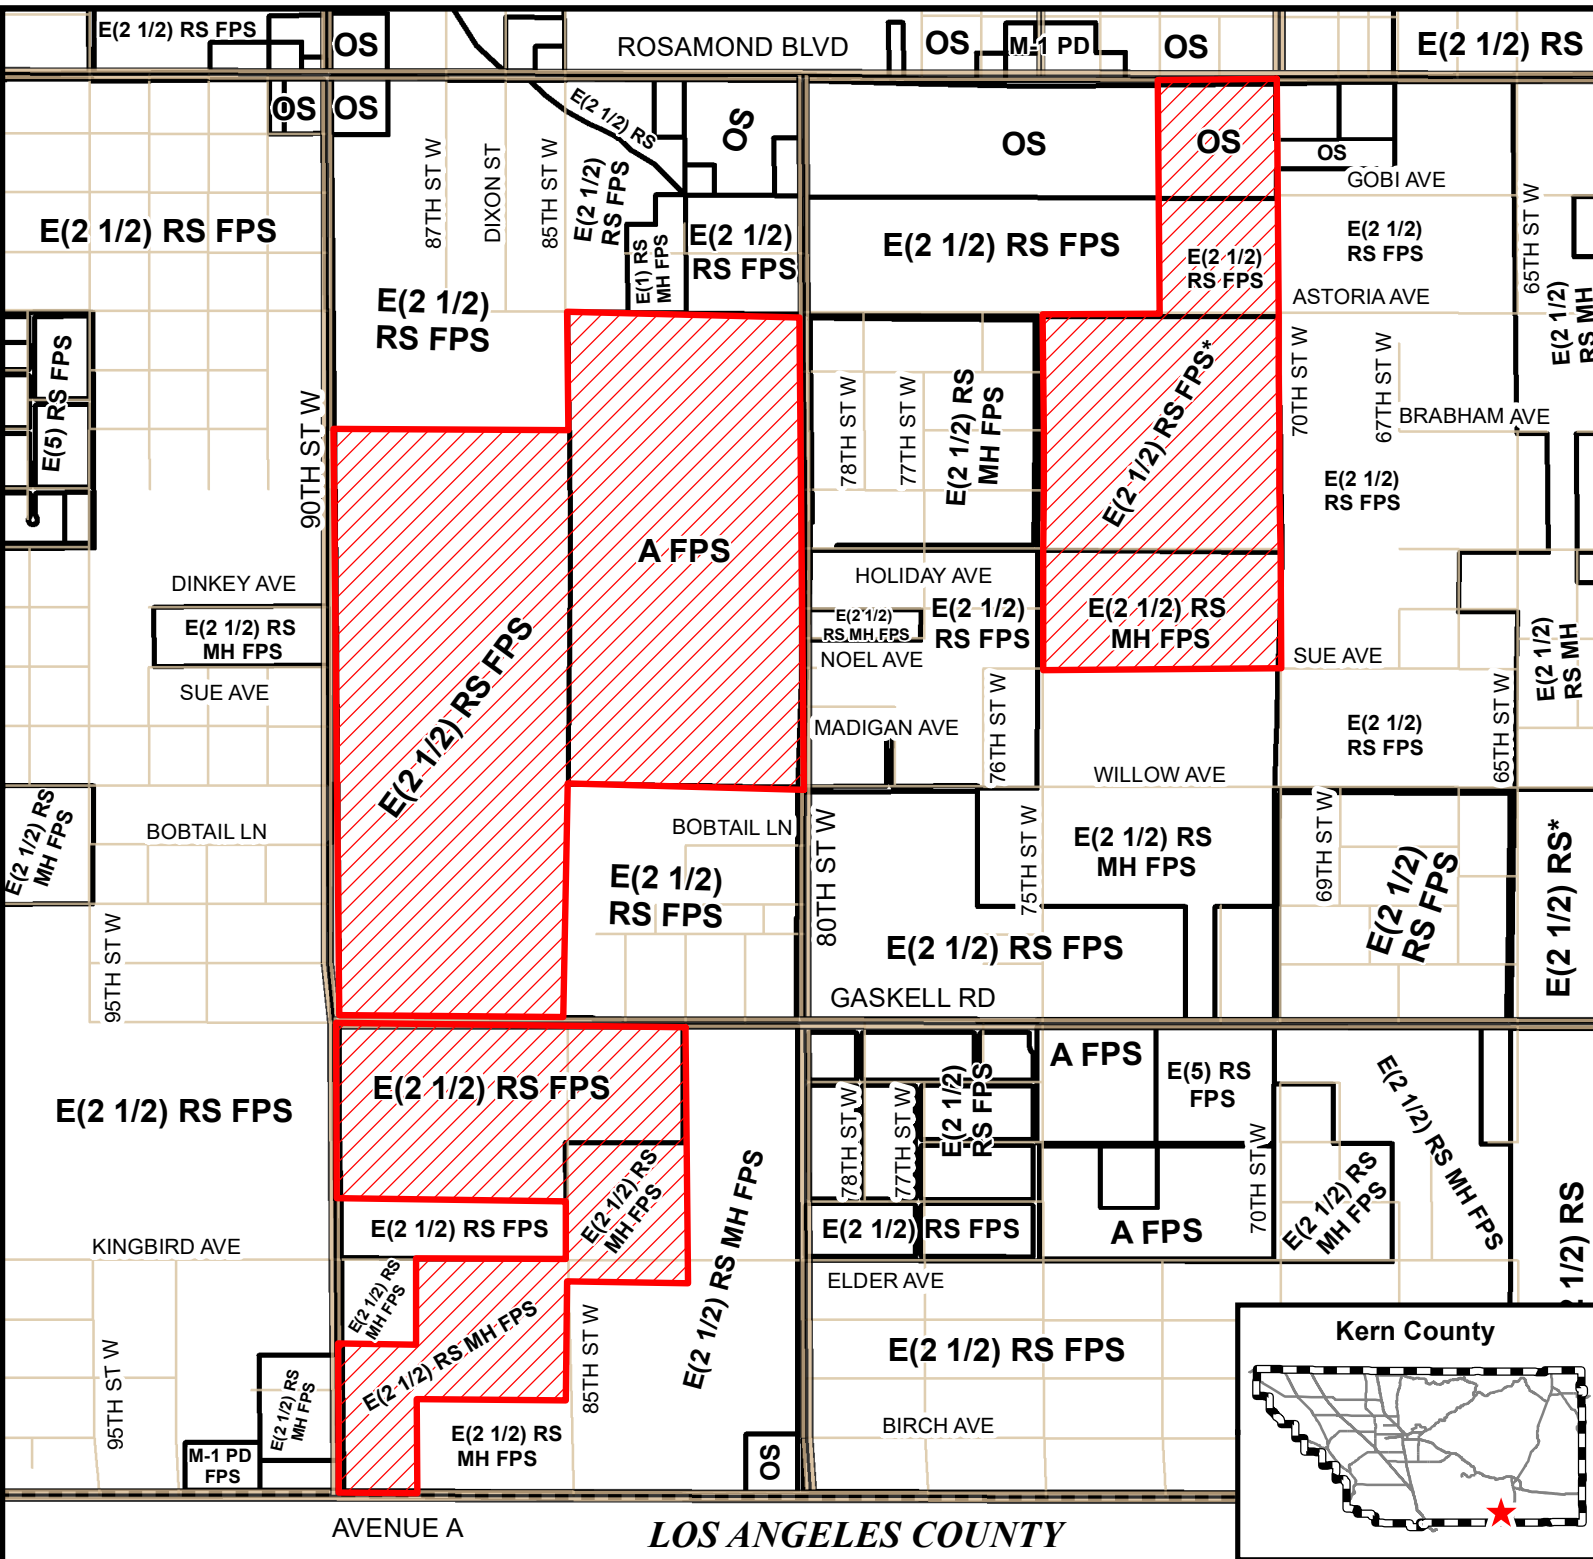 E(2 1/2) RS FPS
OS
ROSAMOND BLVD
OS
M-1 PD
OS
E(2 1/2) RS
OS
OS
E(2 1/2) RS
OS
OS
OS
OS
GOBI AVE
87TH ST W
DIXON ST
85TH ST W
E(2 1/2)
RS FPS
65TH ST W
E(2 1/2) RS FPS
E(2 1/2)
RS FPS
E(2 1/2) RS FPS
E(2 1/2)
RS FPS
E(2 1/2)
RS FPS
E(1) RS
MH FPS
E(2 1/2)
RS FPS
ASTORIA AVE
E(2 1/2)
RS MH
E(5) RS FPS
90TH ST W
78TH ST W
77TH ST W
E(2 1/2) RS
MH FPS
E(2 1/2) RS FPS*
70TH ST W
67TH ST W
BRABHAM AVE
E(2 1/2)
RS FPS
A FPS
DINKEY AVE
HOLIDAY AVE
E(2 1/2) RS
MH FPS
E(2 1/2)
RS MH FPS
E(2 1/2)
RS FPS
E(2 1/2) RS
MH FPS
NOEL AVE
SUE AVE
E(2 1/2)
RS MH
SUE AVE
E(2 1/2) RS FPS
MADIGAN AVE
76TH ST W
E(2 1/2)
RS FPS
65TH ST W
WILLOW AVE
E(2 1/2) RS
MH FPS
BOBTAIL LN
BOBTAIL LN
80TH ST W
E(2 1/2) RS
MH FPS
75TH ST W
69TH ST W
E(2 1/2)
RS FPS
E(2 1/2) RS*
E(2 1/2)
RS FPS
95TH ST W
E(2 1/2) RS FPS
GASKELL RD
E(2 1/2) RS FPS
E(2 1/2) RS FPS
78TH ST W
77TH ST W
E(2 1/2)
RS FPS
A FPS
E(5) RS
FPS
E(2 1/2) RS MH FPS
E(2 1/2) RS
MH FPS
E(2 1/2) RS MH FPS
70TH ST W
E(2 1/2) RS
MH FPS
E(2 1/2) RS FPS
E(2 1/2) RS FPS
A FPS
2 1/2) RS
KINGBIRD AVE
E(2 1/2) RS
MH FPS
ELDER AVE
E(2 1/2) RS MH FPS
85TH ST W
E(2 1/2) RS FPS
95TH ST W
E(2 1/2) RS
MH FPS
E(2 1/2) RS
MH FPS
BIRCH AVE
M-1 PD
FPS
OS
Kern County
AVENUE A
LOS ANGELES COUNTY